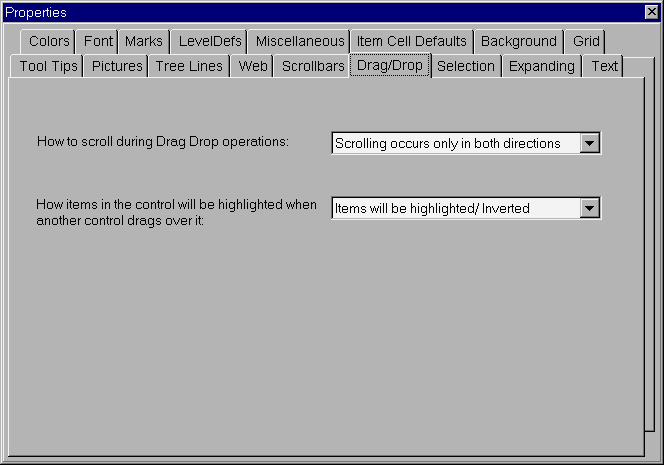 Properties
Colors Font Marks LevelDefs Miscellaneous Item Cell Defaults Background Grid
Tool Tips Pictures Tree Lines Web Scrollbars Drag/Drop Selection Expanding Text
How to scroll during Drag Drop operations: Scrolling occurs only in both directions
How items in the control will be highlighted when
another control drags over it:
Items will be highlighted/ Inverted